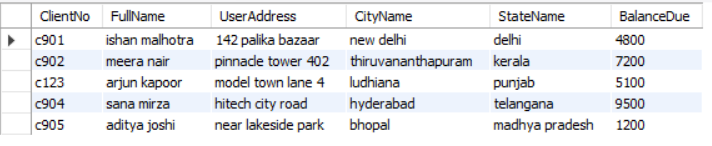 ClientNo FullName UserAddress CityName StateName BalanceDue
c901 ishan malhotra 142 palika bazaar new delhi delhi 4800
c902 meera nair pinnacle tower 402 thiruvananthapuram kerala 7200
c123 arjun kapoor model town lane 4 ludhiana punjab 5100
c904 sana mirza hitech city road hyderabad telangana 9500
c905 aditya joshi near lakeside park bhopal madhya pradesh 1200